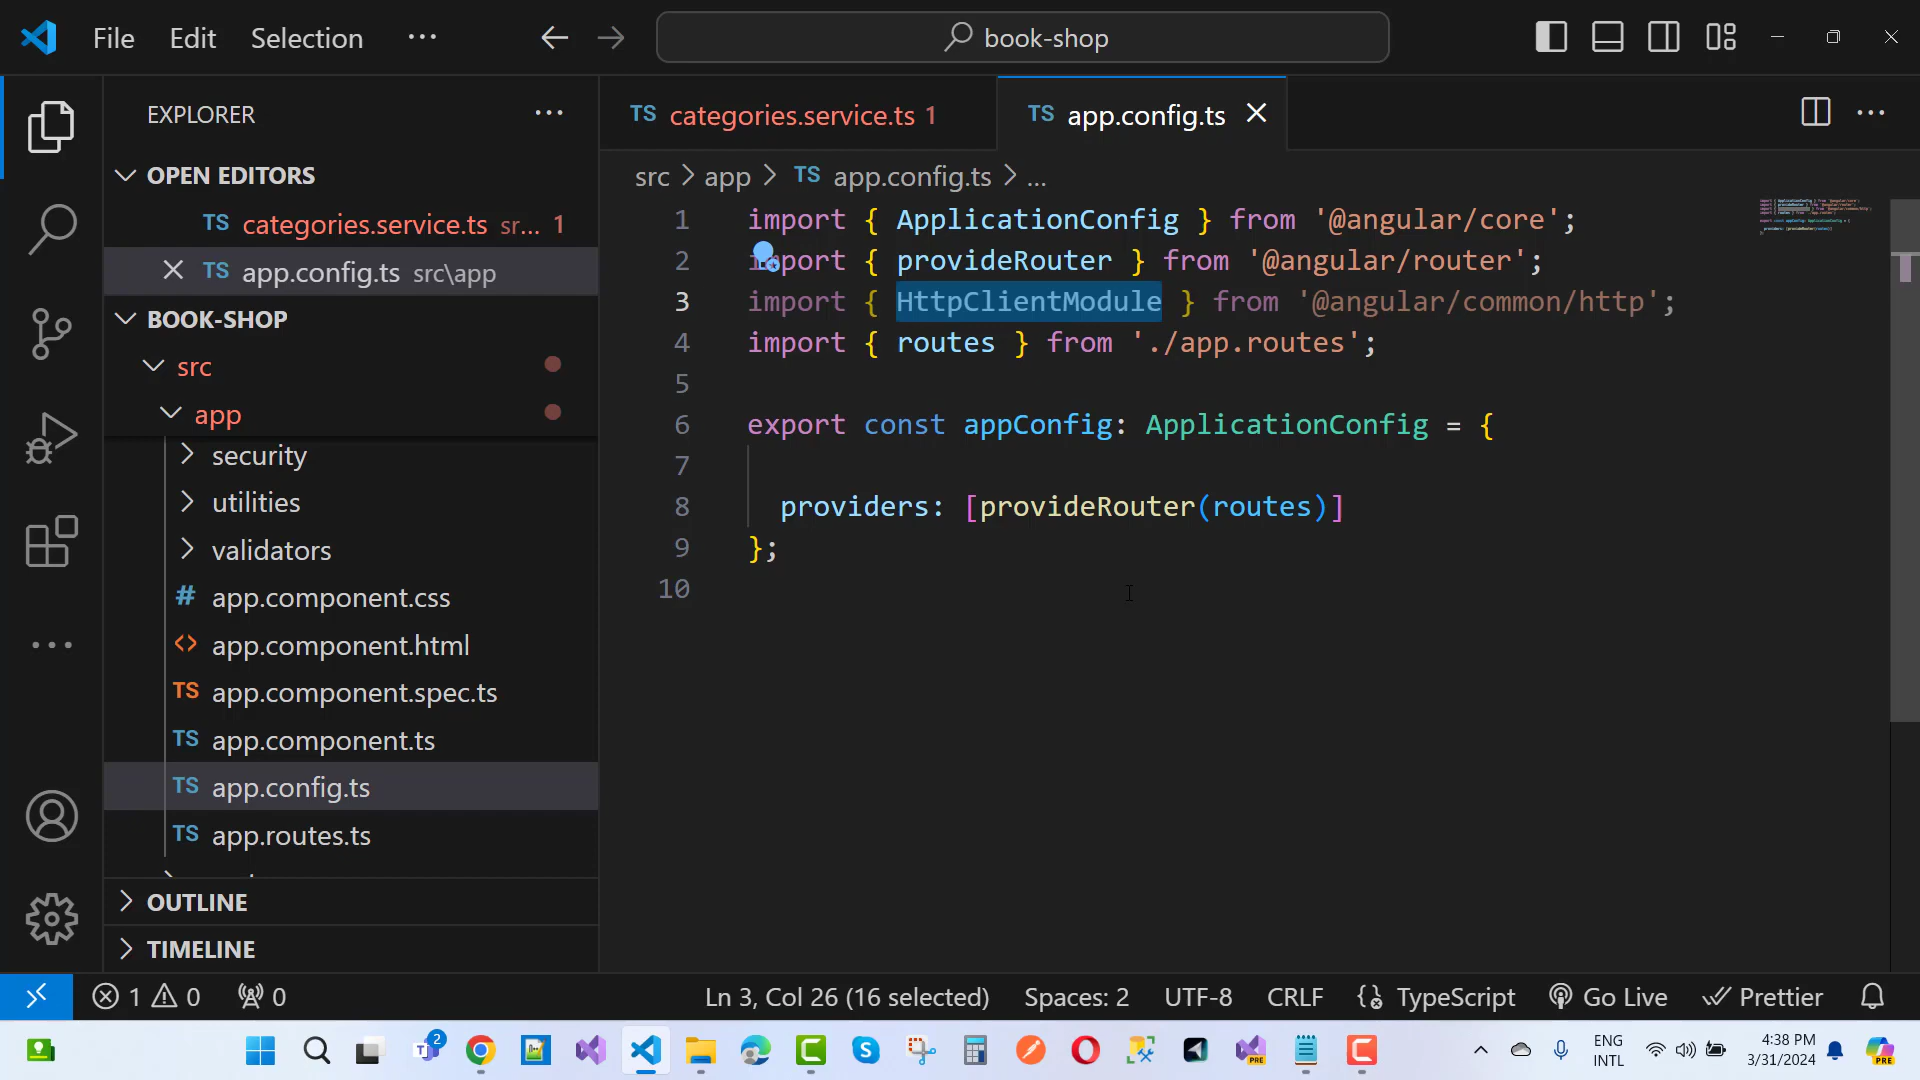 File Edit Selection ··· book-shop
EXPLORER ···
OPEN EDITORS
TS categories.service.ts sr... 1
TS app.config.ts src\app
BOOK-SHOP
src
app
security
utilities
validators
# app.component.css
<> app.component.html
TS app.component.spec.ts
TS app.component.ts
TS app.config.ts
TS app.routes.ts
OUTLINE
TIMELINE
TS categories.service.ts 1 TS app.config.ts
src > app > TS app.config.ts > ...
1 import { ApplicationConfig } from '@angular/core';
2 import { provideRouter } from '@angular/router';
3 import { HttpClientModule } from '@angular/common/http';
4 import { routes } from './app.routes';
5
6 export const appConfig: ApplicationConfig = {
7
8 providers: [provideRouter(routes)]
9 };
10
1 0 0 Ln 3, Col 26 (16 selected) Spaces: 2 UTF-8 CRLF TypeScript Go Live Prettier
2 ENG 4:38 PM
INTL 3/31/2024